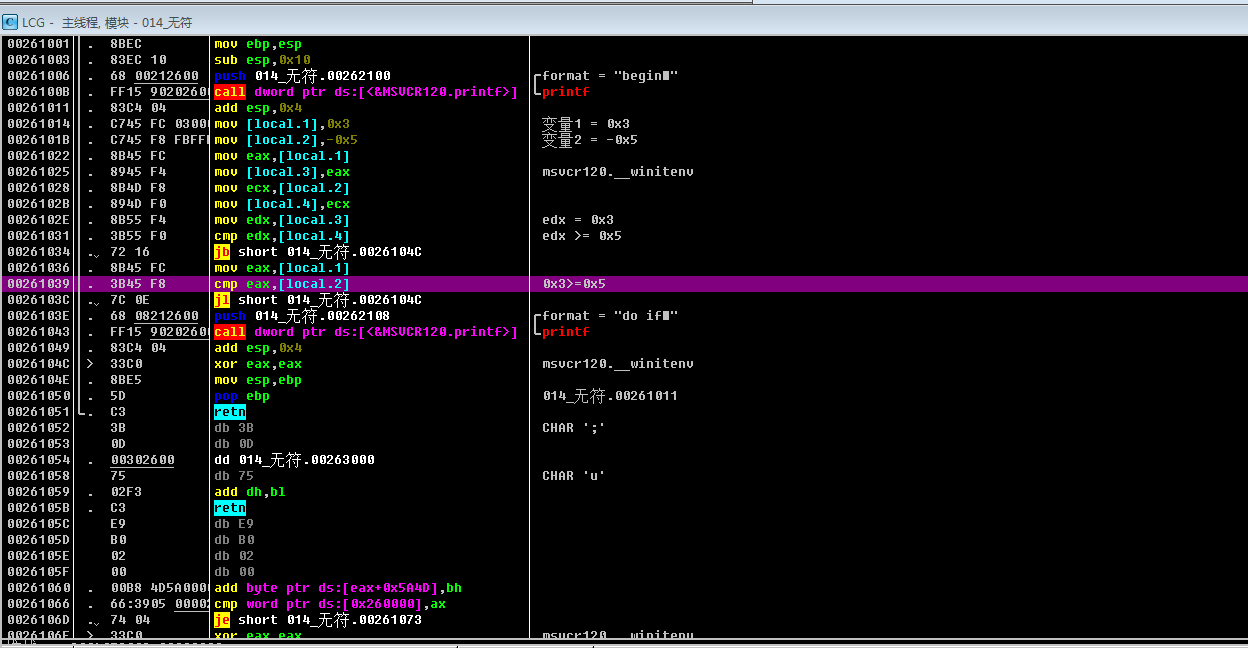 LCG - 主线程, 模块 - 014_无符
00261001 . 8BEC mov ebp,esp
00261003 . 83EC 10 sub esp,0x10
00261006 . 68 00212600 push 014_无符.00262100 ┌format = "begin■"
0026100B . FF15 90202600 call dword ptr ds:[<&MSVCR120.printf>] └printf
00261011 . 83C4 04 add esp,0x4
00261014 . C745 FC 0300 mov [local.1],0x3 变量1 = 0x3
0026101B . C745 F8 FBFF mov [local.2],-0x5 变量2 = -0x5
00261022 . 8B45 FC mov eax,[local.1]
00261025 . 8945 F4 mov [local.3],eax msvcr120.__winitenv
00261028 . 8B4D F8 mov ecx,[local.2]
0026102B . 894D F0 mov [local.4],ecx
0026102E . 8B55 F4 mov edx,[local.3] edx = 0x3
00261031 . 3B55 F0 cmp edx,[local.4] edx >= 0x5
00261034 .⌄ 72 16 jb short 014_无符.0026104C
00261036 . 8B45 FC mov eax,[local.1]
00261039 . 3B45 F8 cmp eax,[local.2] 0x3>=0x5
0026103C .⌄ 7C 0E jl short 014_无符.0026104C
0026103E . 68 08212600 push 014_无符.00262108 ┌format = "do if■"
00261043 . FF15 90202600 call dword ptr ds:[<&MSVCR120.printf>] └printf
00261049 . 83C4 04 add esp,0x4
0026104C > 33C0 xor eax,eax msvcr120.__winitenv
0026104E . 8BE5 mov esp,ebp
00261050 . 5D pop ebp 014_无符.00261011
00261051 . C3 retn
00261052 3B db 3B CHAR ';'
00261053 0D db 0D
00261054 . 00302600 dd 014_无符.00263000
00261058 75 db 75 CHAR 'u'
00261059 . 02F3 add dh,bl
0026105B . C3 retn
0026105C E9 db E9
0026105D B0 db B0
0026105E 02 db 02
0026105F 00 db 00
00261060 . 00B8 4D5A000 add byte ptr ds:[eax+0x5A4D],bh
00261066 . 66:3905 0000 cmp word ptr ds:[0x260000],ax
0026106D .⌄ 74 04 je short 014_无符.00261073
0026106F > 33C0 xor eax,eax msvcr120.__winitenv